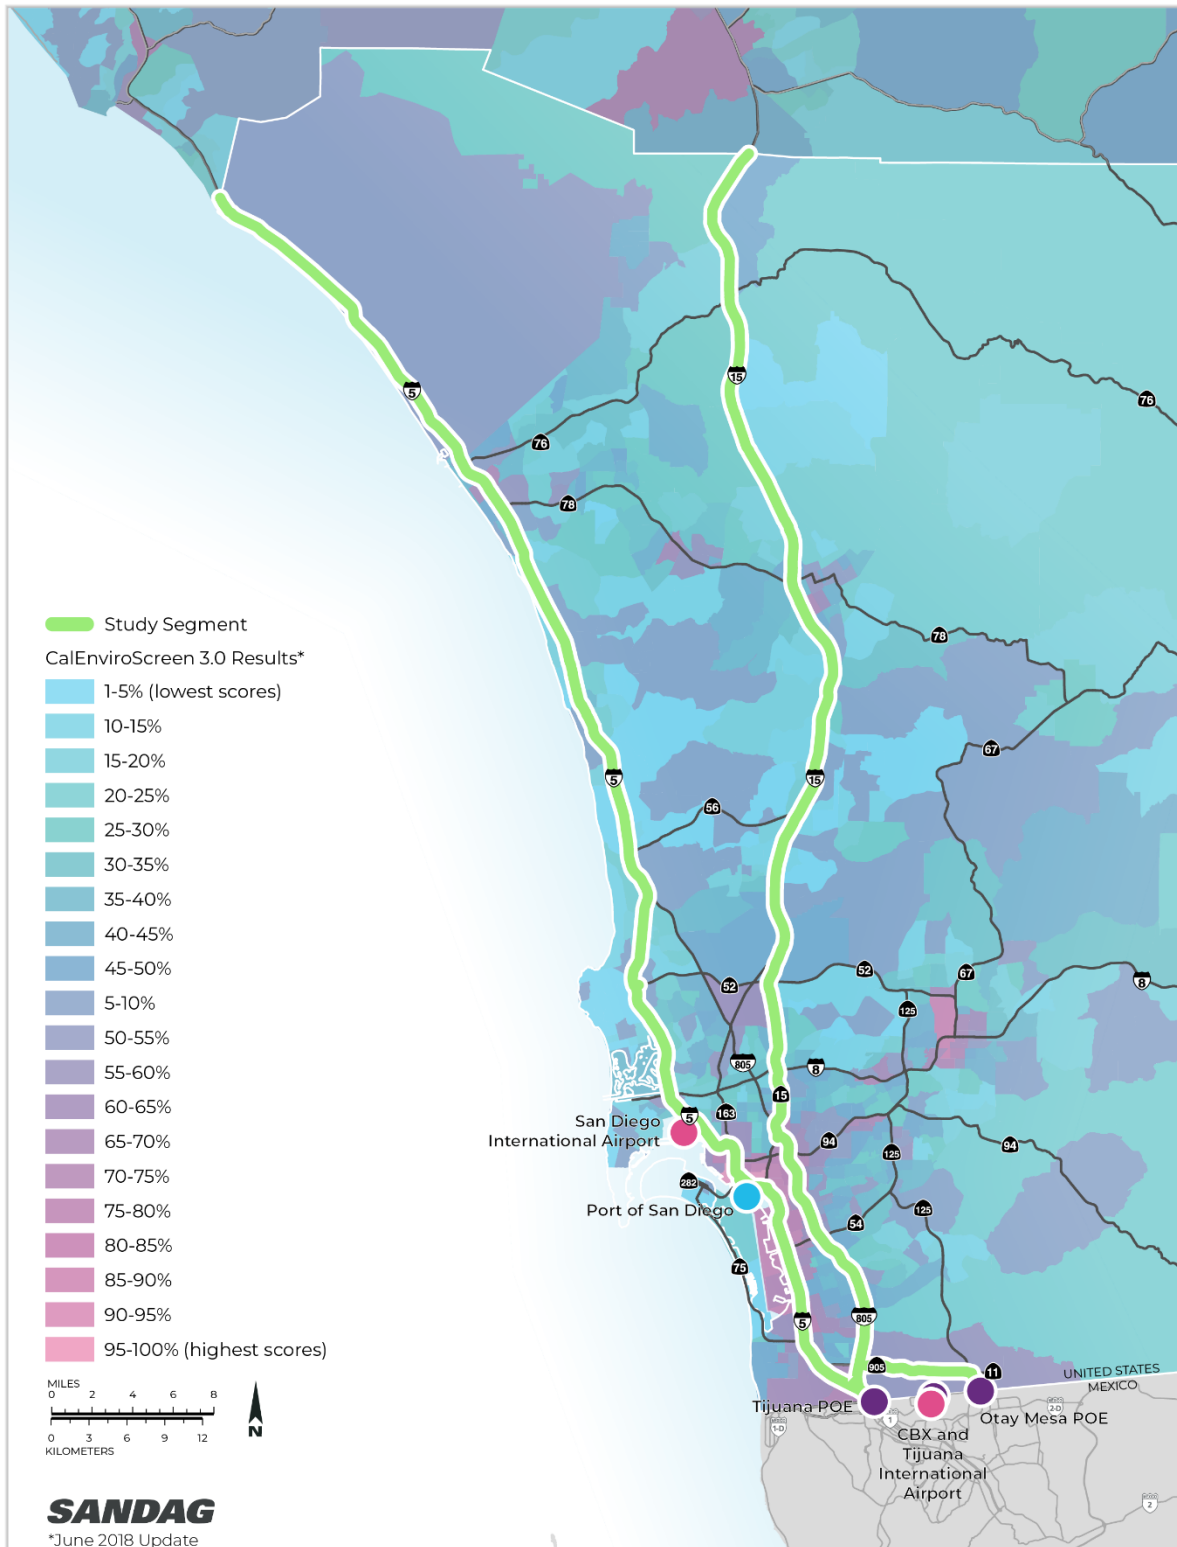 76
5
15
76
78
78
67
5
15
56
52
52
67
8
125
805
8
15
5
163
San Diego
International Airport
94
94
125
282
Port of San Diego
54
125
75
5
805
905
11
UNITED STATES
MEXICO
Tijuana POE
Otay Mesa POE
1-D
1
2-D
CBX and
Tijuana
International
Airport
2
Study Segment
CalEnviroScreen 3.0 Results*
1-5% (lowest scores)
10-15%
15-20%
20-25%
25-30%
30-35%
35-40%
40-45%
45-50%
5-10%
50-55%
55-60%
60-65%
65-70%
70-75%
75-80%
80-85%
85-90%
90-95%
95-100% (highest scores)
MILES
0 2 4 6 8
0 3 6 9 12
KILOMETERS
N
SANDAG
*June 2018 Update